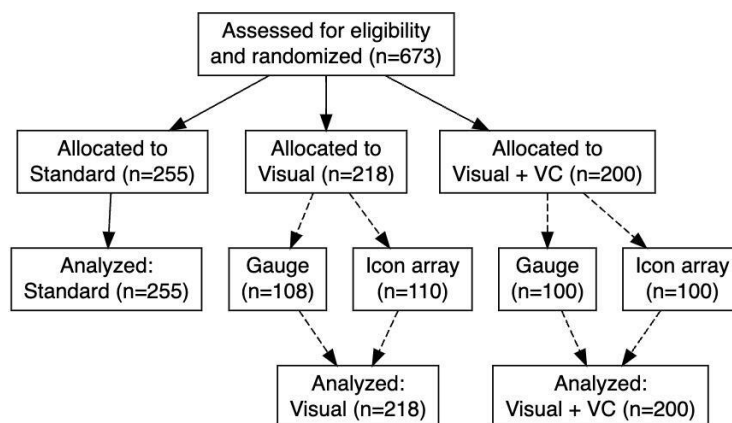 Assessed for eligibility
and randomized (n=673)
Allocated to
Standard (n=255)
Allocated to
Visual (n=218)
Allocated to
Visual + VC (n=200)
Analyzed:
Standard (n=255)
Gauge
(n=108)
Icon array
(n=110)
Gauge
(n=100)
Icon array
(n=100)
Analyzed:
Visual (n=218)
Analyzed:
Visual + VC (n=200)